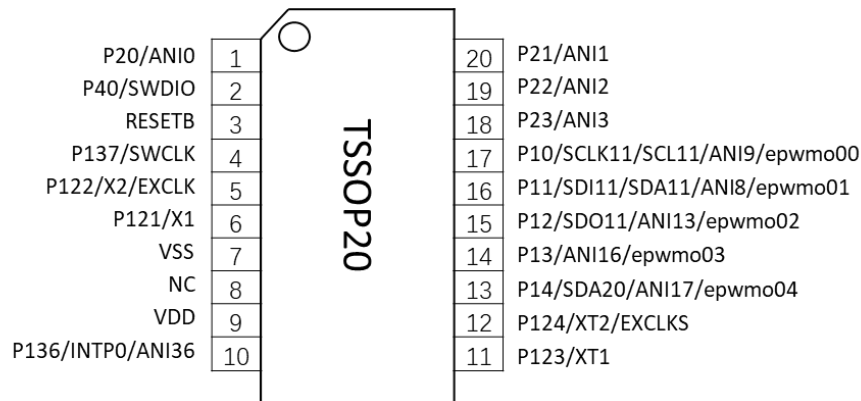 P20/ANI0 1
P40/SWDIO 2
RESETB 3
P137/SWCLK 4
P122/X2/EXCLK 5
P121/X1 6
VSS 7
NC 8
VDD 9
P136/INTP0/ANI36 10
TSSOP20
20 P21/ANI1
19 P22/ANI2
18 P23/ANI3
17 P10/SCLK11/SCL11/ANI9/epwmo00
16 P11/SDI11/SDA11/ANI8/epwmo01
15 P12/SDO11/ANI13/epwmo02
14 P13/ANI16/epwmo03
13 P14/SDA20/ANI17/epwmo04
12 P124/XT2/EXCLKS
11 P123/XT1